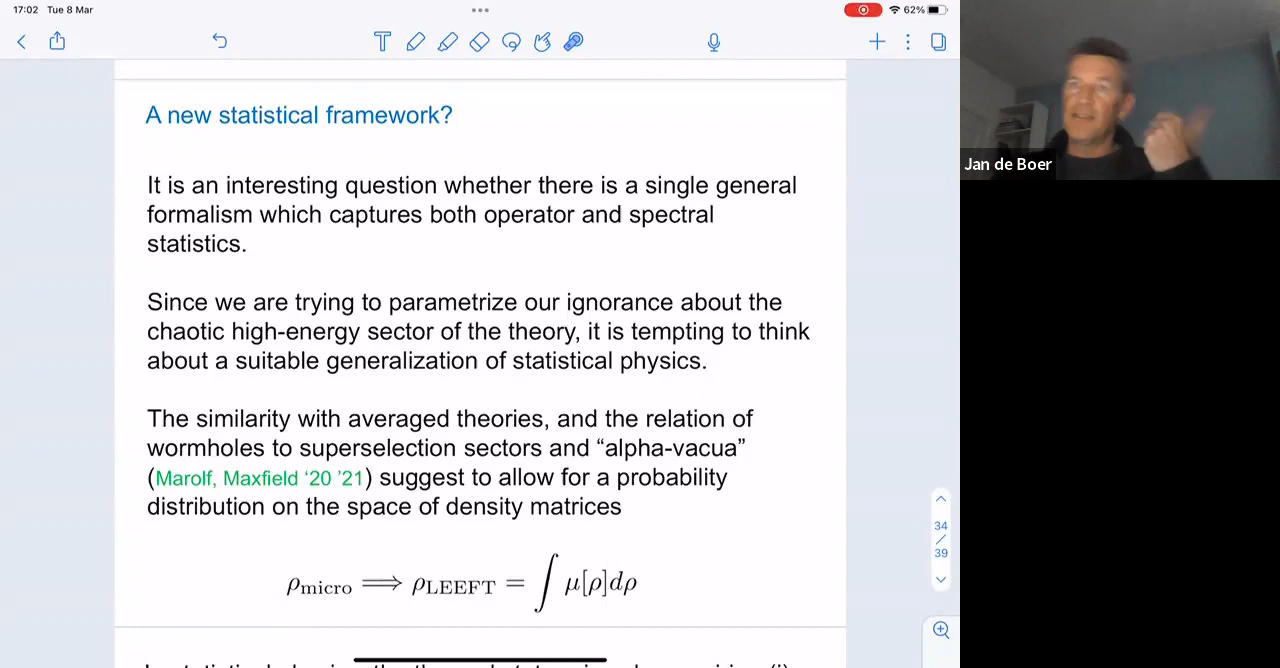 17:02 Tue 8 Mar
62%
A new statistical framework?
It is an interesting question whether there is a single general
formalism which captures both operator and spectral
statistics.
Since we are trying to parametrize our ignorance about the
chaotic high-energy sector of the theory, it is tempting to think
about a suitable generalization of statistical physics.
The similarity with averaged theories, and the relation of
wormholes to superselection sectors and “alpha-vacua”
(Marolf, Maxfield ‘20 ’21) suggest to allow for a probability
distribution on the space of density matrices
ρmicro ⟹ ρLEEFT = ∫ μ[ρ]dρ
34
/
39
Jan de Boer